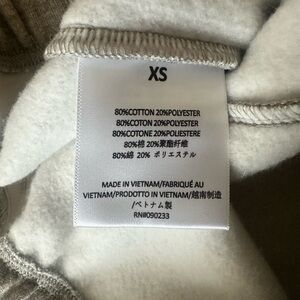 XS
80%COTTON 20%POLYESTER
80%COTTON 20%POLYESTER
80%COTONE 20%POLIESTERE
80%棉 20%聚酯纤维
80%綿 20% ポリエステル
MADE IN VIETNAM/FABRIQUÉ AU
VIETNAM/PRODOTTO IN VIETNAM/越南制造
/ベトナム製
RN#090233